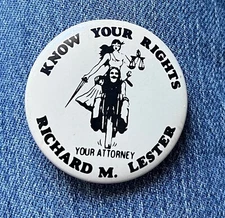 KNOW YOUR RIGHTS
YOUR ATTORNEY
RICHARD M. LESTER